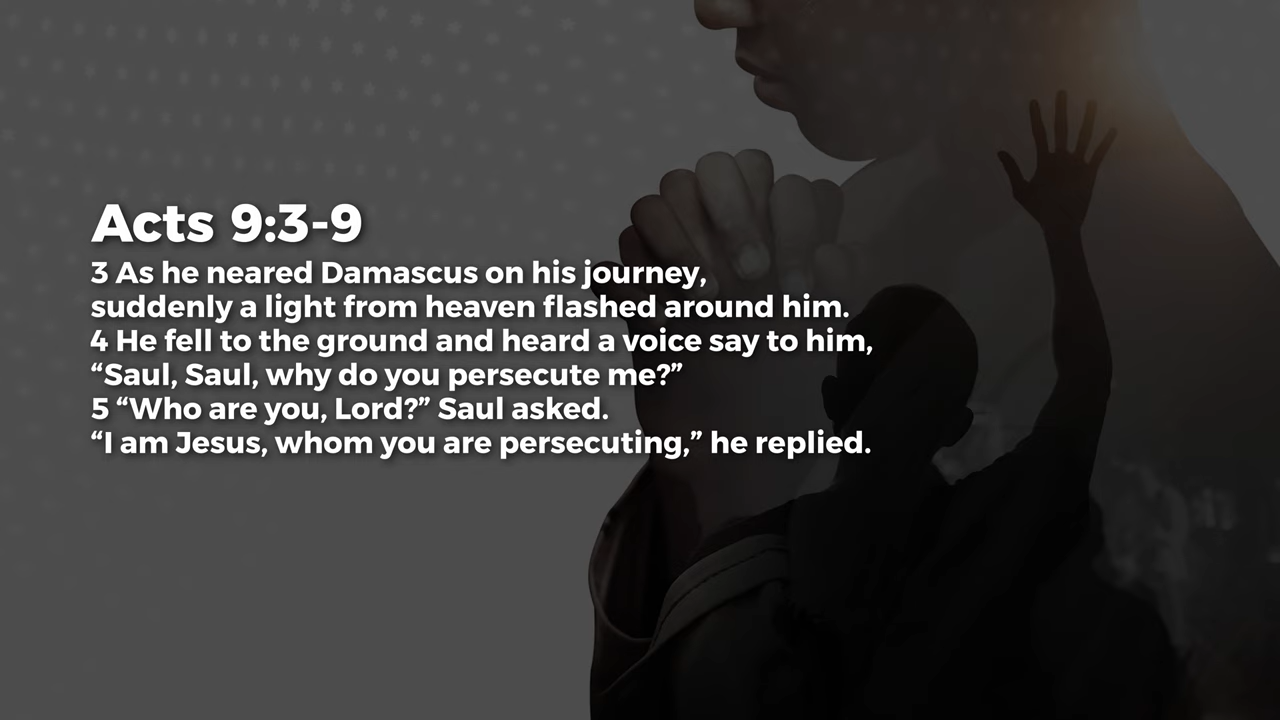 Acts 9:3-9
3 As he neared Damascus on his journey,
suddenly a light from heaven flashed around him.
4 He fell to the ground and heard a voice say to him,
“Saul, Saul, why do you persecute me?”
5 “Who are you, Lord?” Saul asked.
“I am Jesus, whom you are persecuting,” he replied.